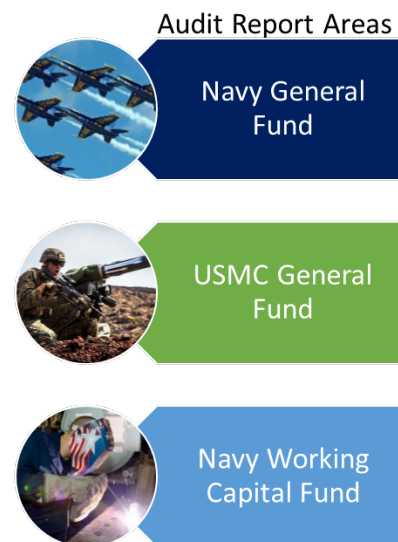 Audit Report Areas
Navy General
Fund
USMC General
Fund
Navy Working
Capital Fund